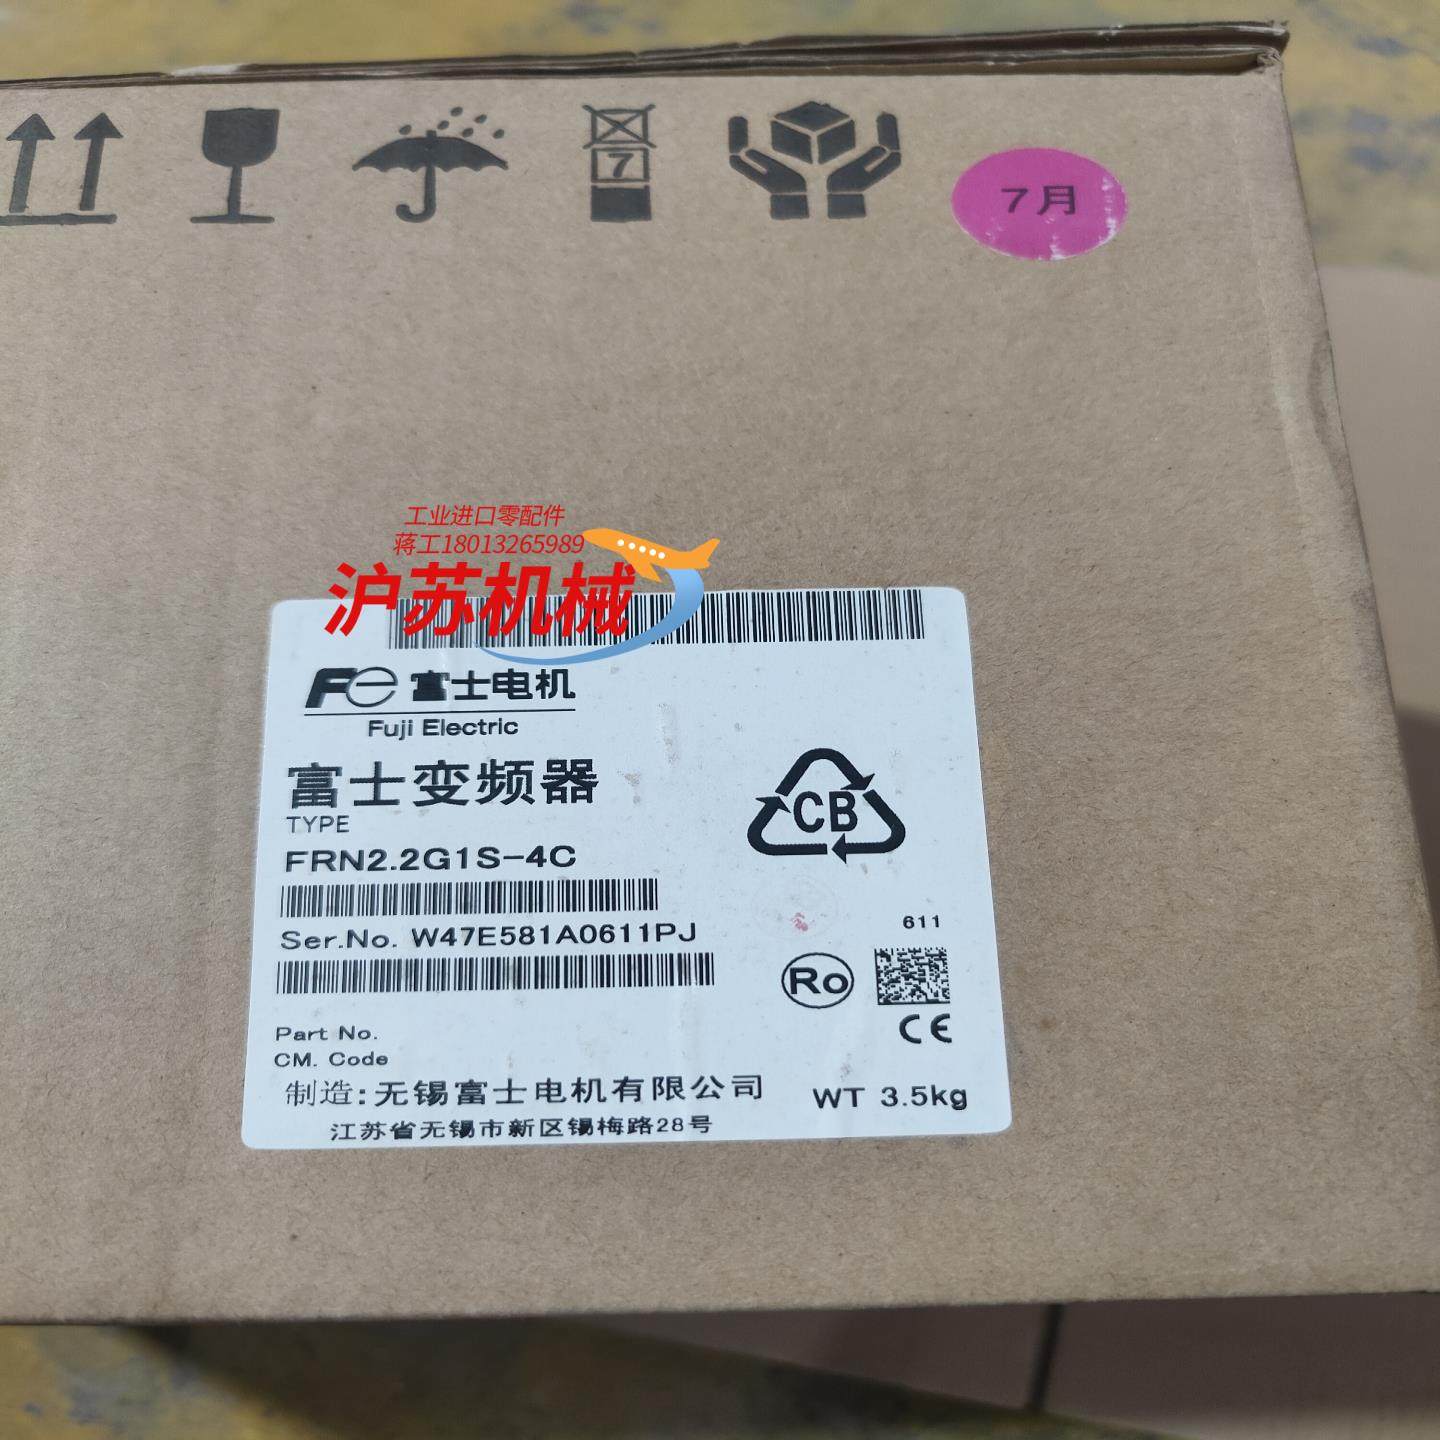 7
7月
工业进口零配件
蒋工18013265989
沪苏机械
Fe 富士电机
Fuji Electric
富士变频器
TYPE
FRN2.2G1S-4C
CB
Ser.No. W47E581A0611PJ
611
Ro
CE
Part No.
CM. Code
制造:无锡富士电机有限公司
WT 3.5kg
江苏省无锡市新区锡梅路28号